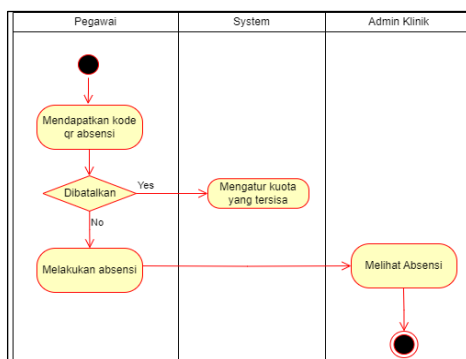 Pegawai
System
Admin Klinik
Mendapatkan kode
qr absensi
Dibatalkan
Yes
Mengatur kuota
yang tersisa
No
Melakukan absensi
Melihat Absensi